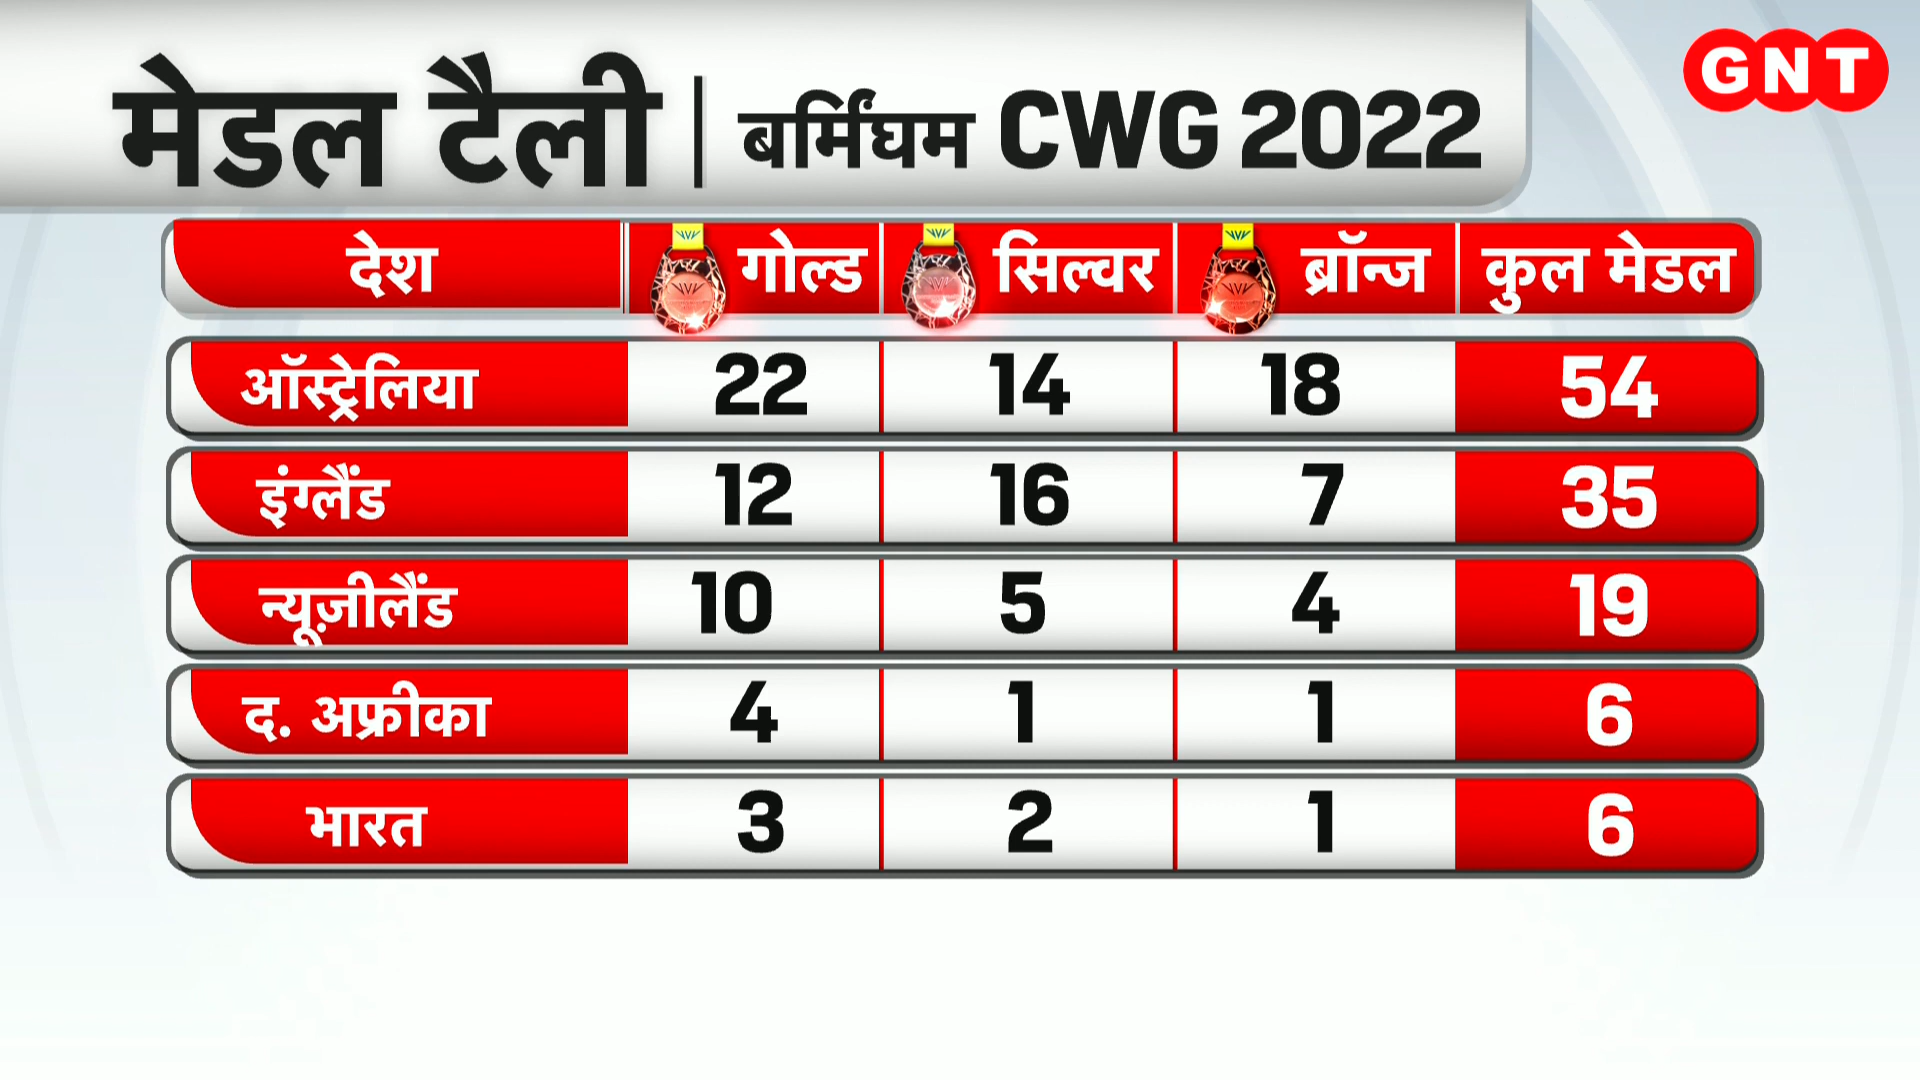 मेडल टैली | बर्मिंघम CWG 2022
GNT
देश गोल्ड सिल्वर ब्रॉन्ज कुल मेडल
ऑस्ट्रेलिया 22 14 18 54
इंग्लैंड 12 16 7 35
न्यूज़ीलैंड 10 5 4 19
द. अफ्रीका 4 1 1 6
भारत 3 2 1 6